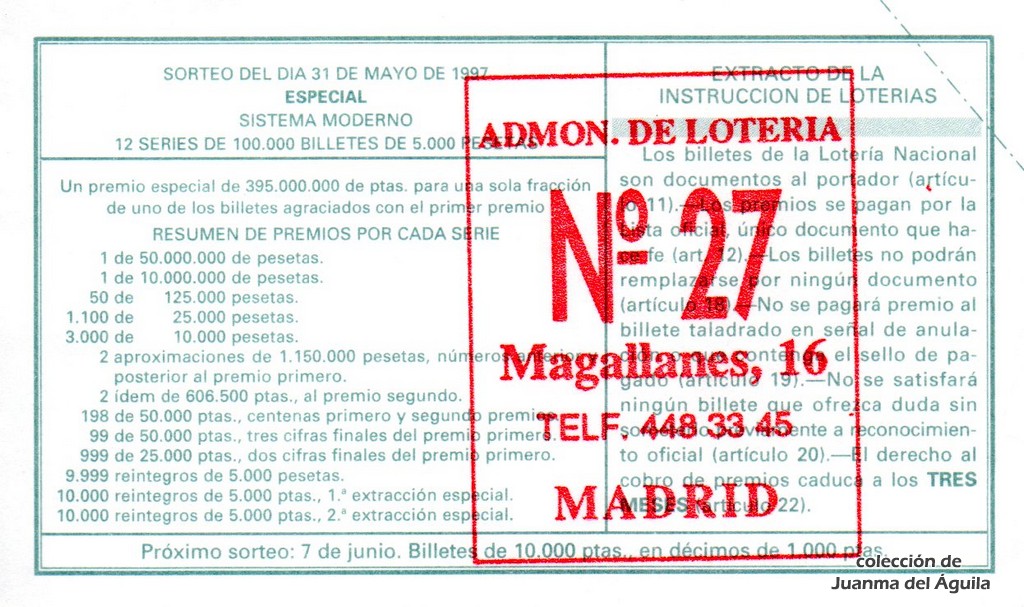 SORTEO DEL DIA 31 DE MAYO DE 1997
ESPECIAL
SISTEMA MODERNO
12 SERIES DE 100.000 BILLETES DE 5.000 PESETAS
Un premio especial de 395.000.000 de ptas. para una sola fracción
de uno de los billetes agraciados con el primer premio
RESUMEN DE PREMIOS POR CADA SERIE
1 de 50.000.000 de pesetas.
1 de 10.000.000 de pesetas.
50 de 125.000 pesetas.
1.100 de 25.000 pesetas.
3.000 de 10.000 pesetas.
2 aproximaciones de 1.150.000 pesetas, números anterior y
posterior al premio primero.
2 ídem de 606.500 ptas., al premio segundo.
198 de 50.000 ptas., centenas primero y segundo premios.
99 de 50.000 ptas., tres cifras finales del premio primero.
999 de 25.000 ptas., dos cifras finales del premio primero.
9.999 reintegros de 5.000 pesetas.
10.000 reintegros de 5.000 ptas., 1.ª extracción especial.
10.000 reintegros de 5.000 ptas., 2.ª extracción especial.
EXTRACTO DE LA
INSTRUCCION DE LOTERIAS
Los billetes de la Lotería Nacional
son documentos al portador (artícu-
lo 11).—Los premios se pagan por la
lista oficial, único documento que ha-
ce fe (art. 12).—Los billetes no podrán
remplazarse por ningún documento
(artículo 18).—No se pagará premio al
billete taladrado en señal de anula-
ción o que contenga el sello de pa-
gado (artículo 19).—No se satisfará
ningún billete que ofrezca duda sin
someterlo previamente a reconocimien-
to oficial (artículo 20).—El derecho al
cobro de premios caduca a los TRES
MESES (artículo 22).
Próximo sorteo: 7 de junio. Billetes de 10.000 ptas., en décimos de 1.000 ptas.
ADMON. DE LOTERIA
Nº 27
Magallanes, 16
TELF. 448 33 45
MADRID
colección de
Juanma del Águila